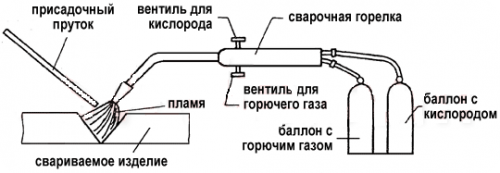 присадочный
пруток
вентиль для
кислорода
сварочная горелка
пламя
вентиль для
горючего газа
баллон с
кислородом
баллон с
горючим газом
свариваемое изделие